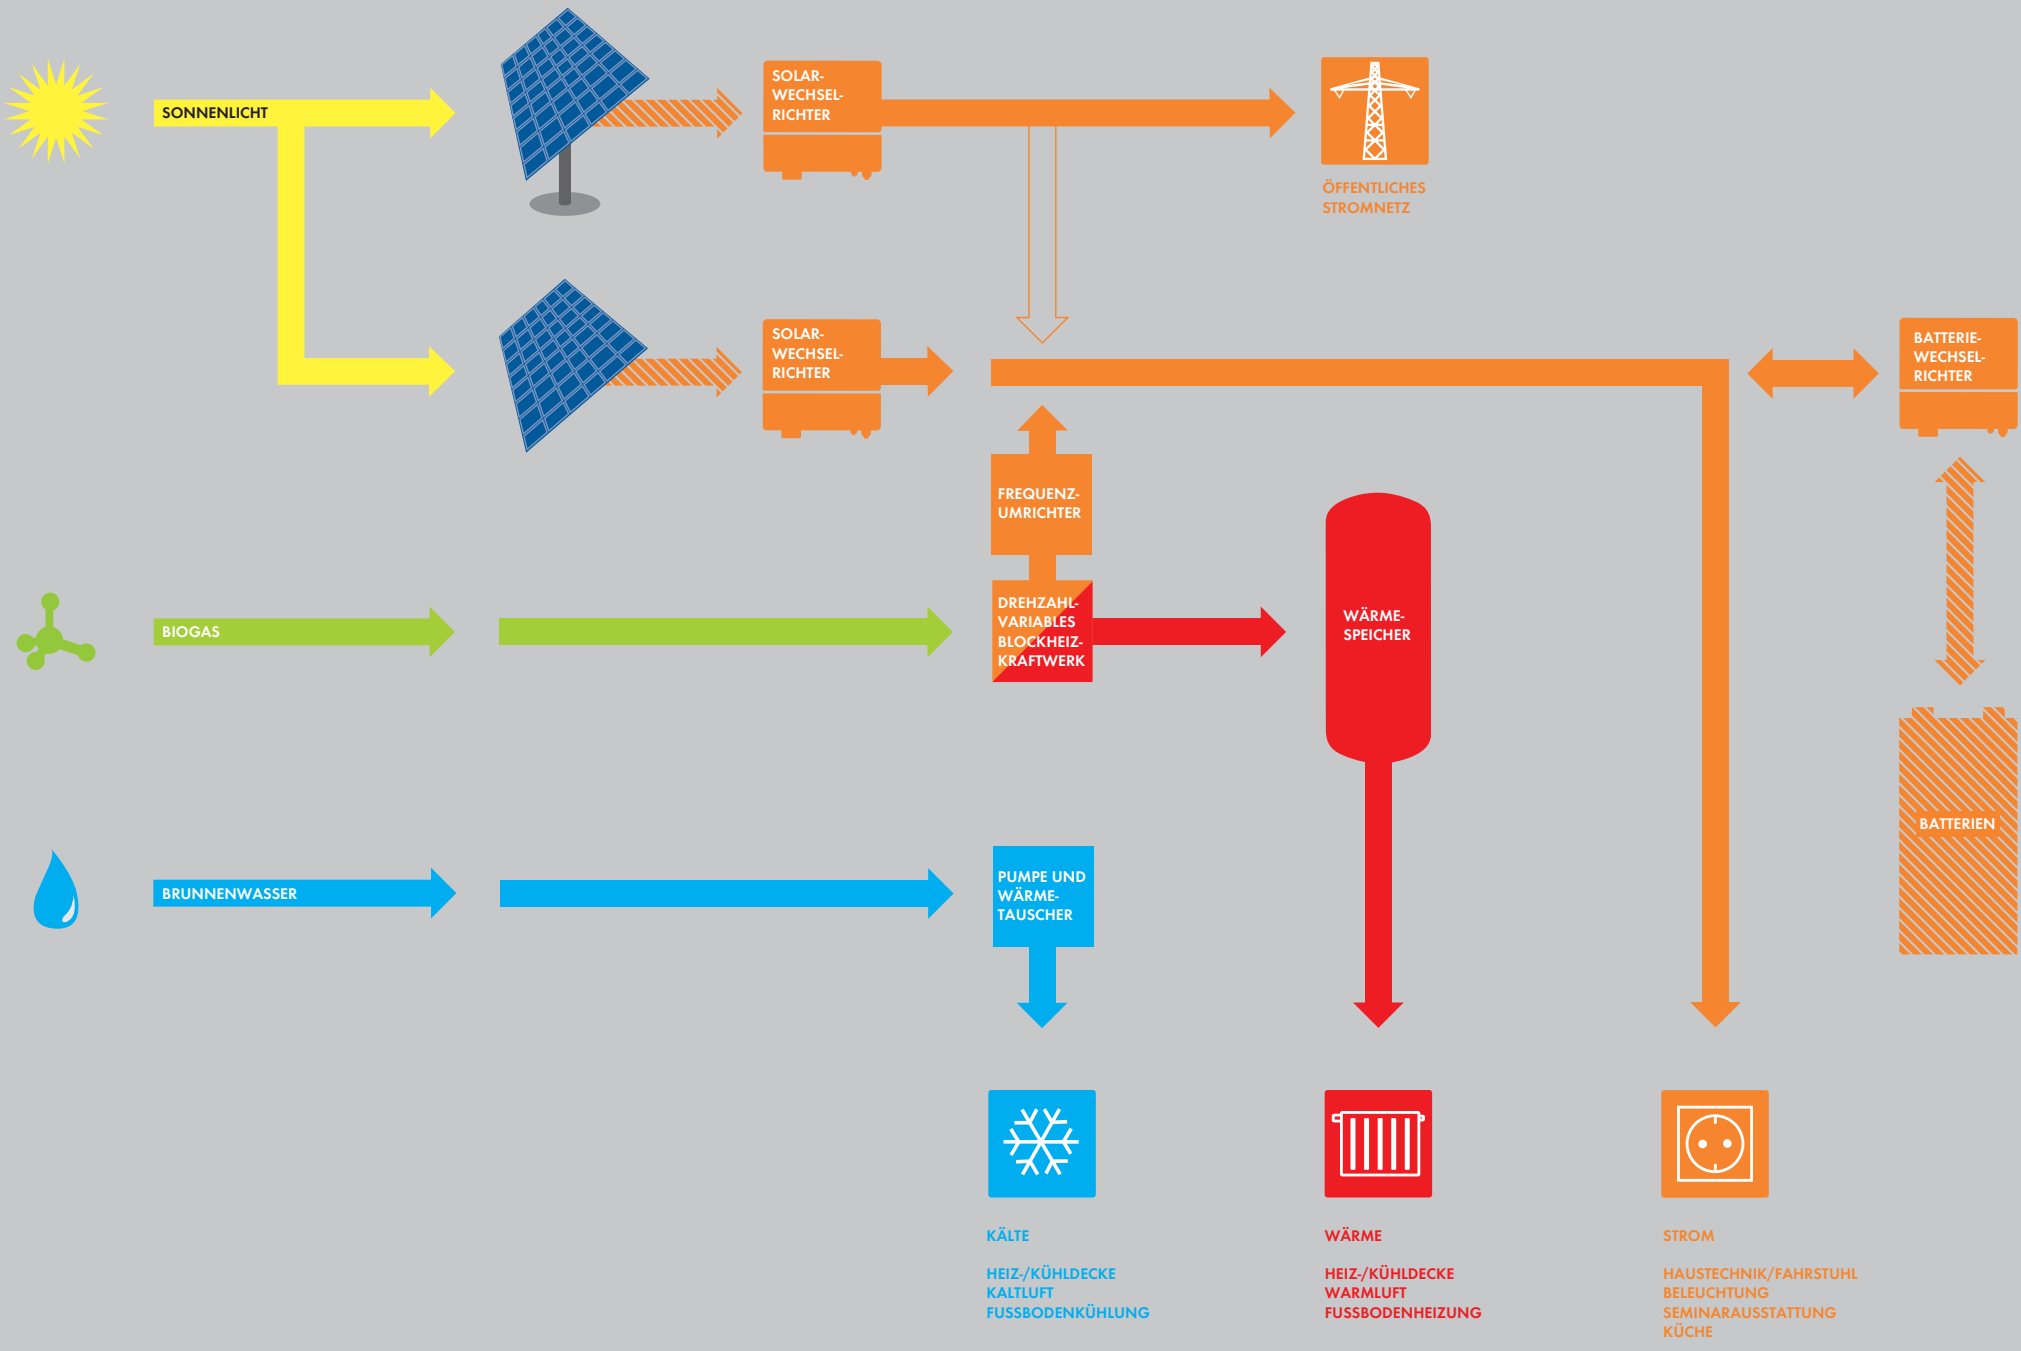 SONNENLICHT
SOLAR-
WECHSEL-
RICHTER
ÖFFENTLICHES
STROMNETZ
SOLAR-
WECHSEL-
RICHTER
BATTERIE-
WECHSEL-
RICHTER
FREQUENZ-
UMRICHTER
BIOGAS
DREHZAHL-
VARIABLES
BLOCKHEIZ-
KRAFTWERK
WÄRME-
SPEICHER
BATTERIEN
BRUNNENWASSER
PUMPE UND
WÄRME-
TAUSCHER
KÄLTE
HEIZ-/KÜHLDECKE
KALTLUFT
FUSSBODENKÜHLUNG
WÄRME
HEIZ-/KÜHLDECKE
WARMLUFT
FUSSBODENHEIZUNG
STROM
HAUSTECHNIK/FAHRSTUHL
BELEUCHTUNG
SEMINARAUSSTATTUNG
KÜCHE